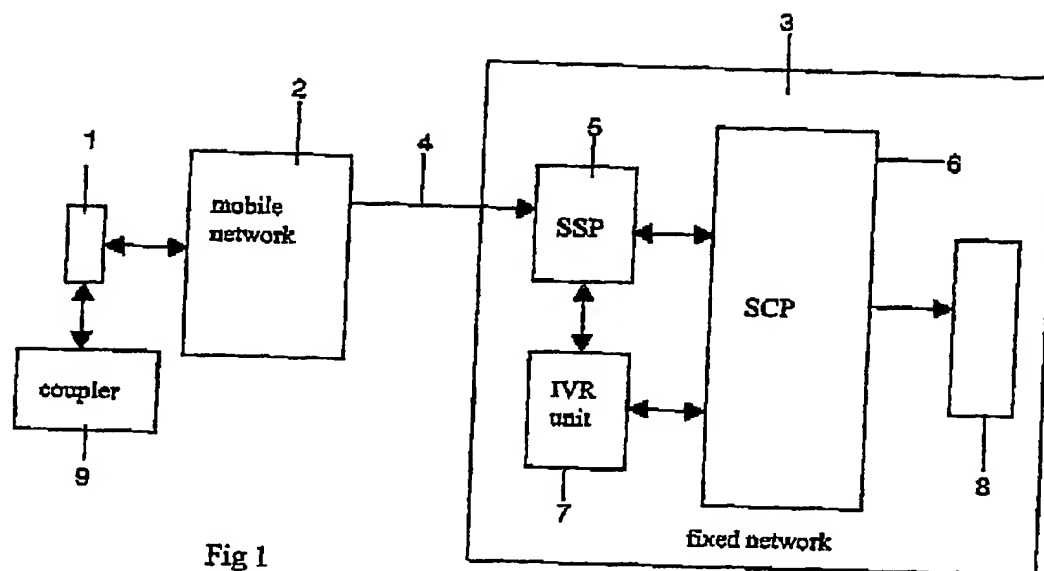 3
2
1
4
5
6
mobile
network
SSP
SCP
coupler
IVR
unit
9
7
8
fixed network
Fig 1